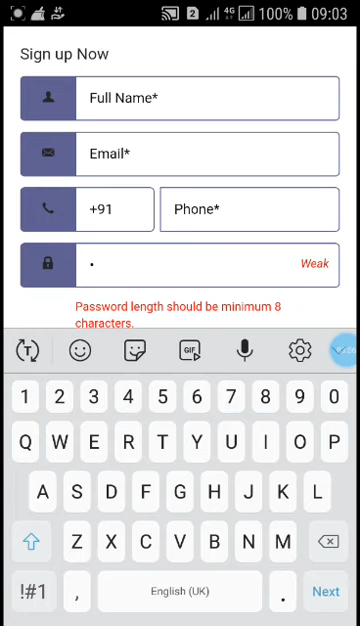 2 4G 100% 09:03
Sign up Now
Full Name*
Email*
+91 Phone*
• Weak
Password length should be minimum 8
characters.
T GIF
1 2 3 4 5 6 7 8 9 0
Q W E R T Y U I O P
A S D F G H J K L
Z X C V B N M
!#1 , English (UK) . Next